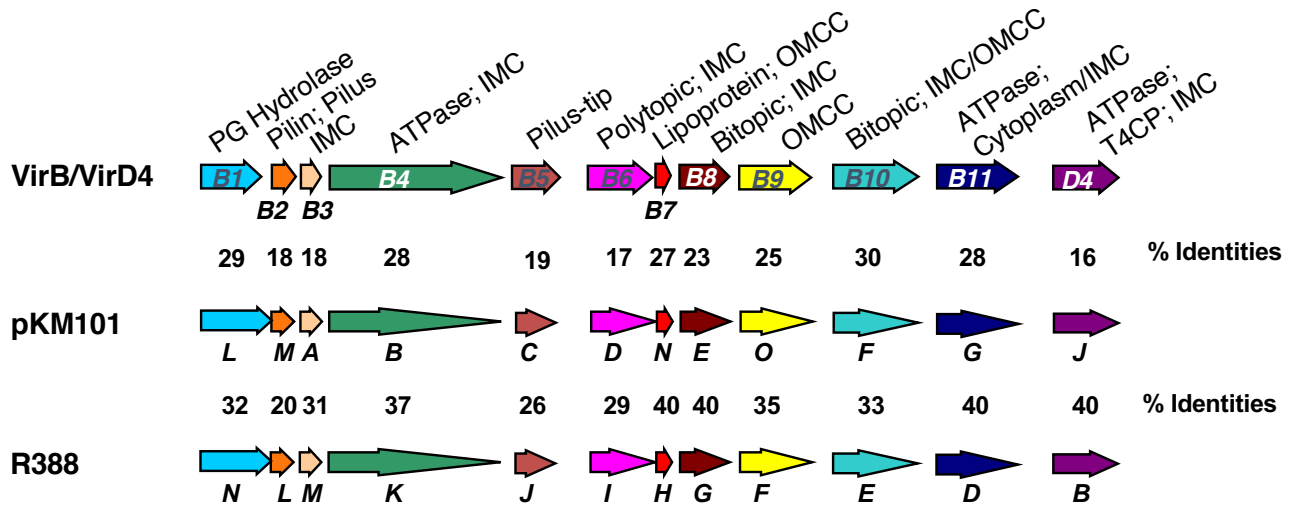 PG Hydrolase
Pilin; Pilus
IMC
ATPase; IMC
Pilus-tip
Polytopic; IMC
Lipoprotein; OMCC
Bitopic; IMC
OMCC
Bitopic; IMC/OMCC
ATPase;
Cytoplasm/IMC
ATPase;
T4CP; IMC
VirB/VirD4 B1 B2 B3 B4 B5 B6 B7 B8 B9 B10 B11 D4
29 18 18 28 19 17 27 23 25 30 28 16 % Identities
pKM101
L M A B C D N E O F G J
32 20 31 37 26 29 40 40 35 33 40 40 % Identities
R388
N L M K J I H G F E D B